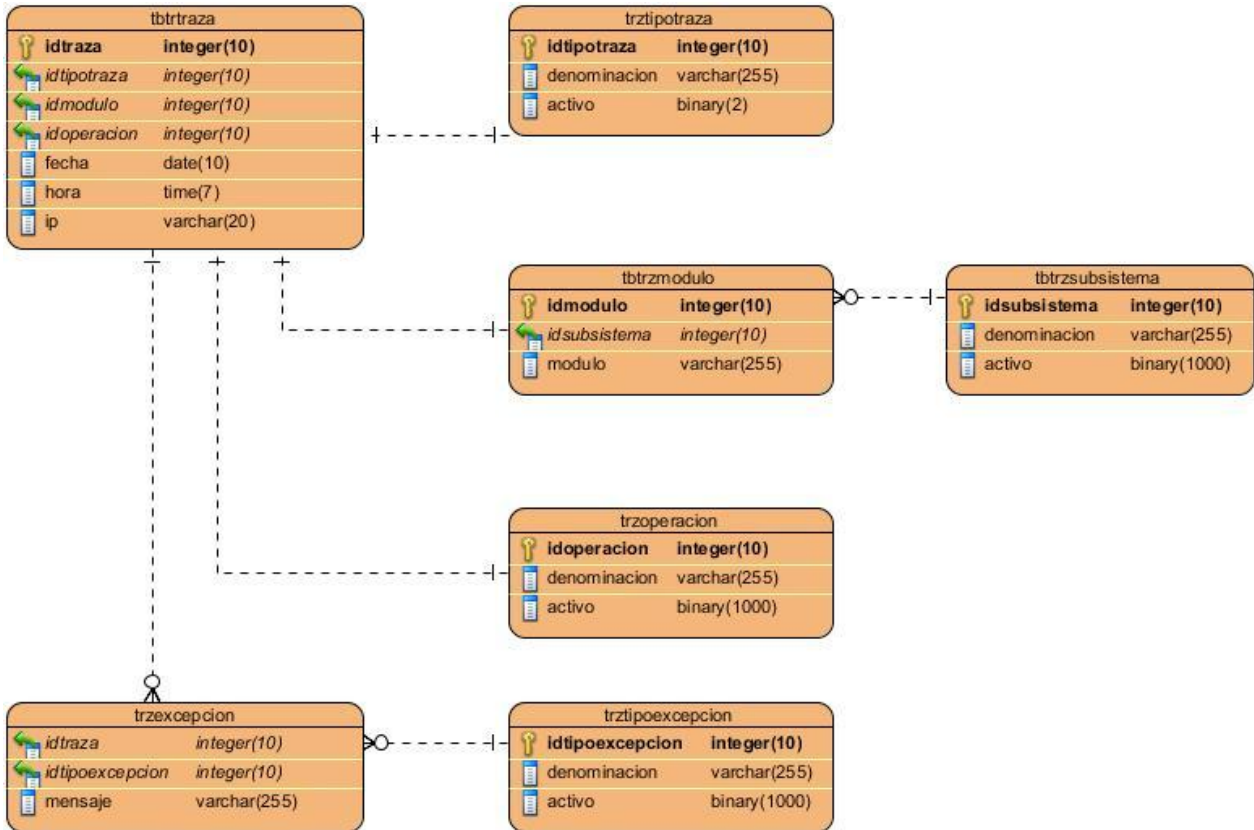 tbtrtraza
idtraza integer(10)
idtipotraza integer(10)
idmodulo integer(10)
idoperacion integer(10)
fecha date(10)
hora time(7)
ip varchar(20)
trztipotraza
idtipotraza integer(10)
denominacion varchar(255)
activo binary(2)
tbtrzmodulo
idmodulo integer(10)
idsubsistema integer(10)
modulo varchar(255)
tbtrzsubsistema
idsubsistema integer(10)
denominacion varchar(255)
activo binary(1000)
trzoperacion
idoperacion integer(10)
denominacion varchar(255)
activo binary(1000)
trzexcepcion
idtraza integer(10)
idtipoexcepcion integer(10)
mensaje varchar(255)
trztipoexcepcion
idtipoexcepcion integer(10)
denominacion varchar(255)
activo binary(1000)